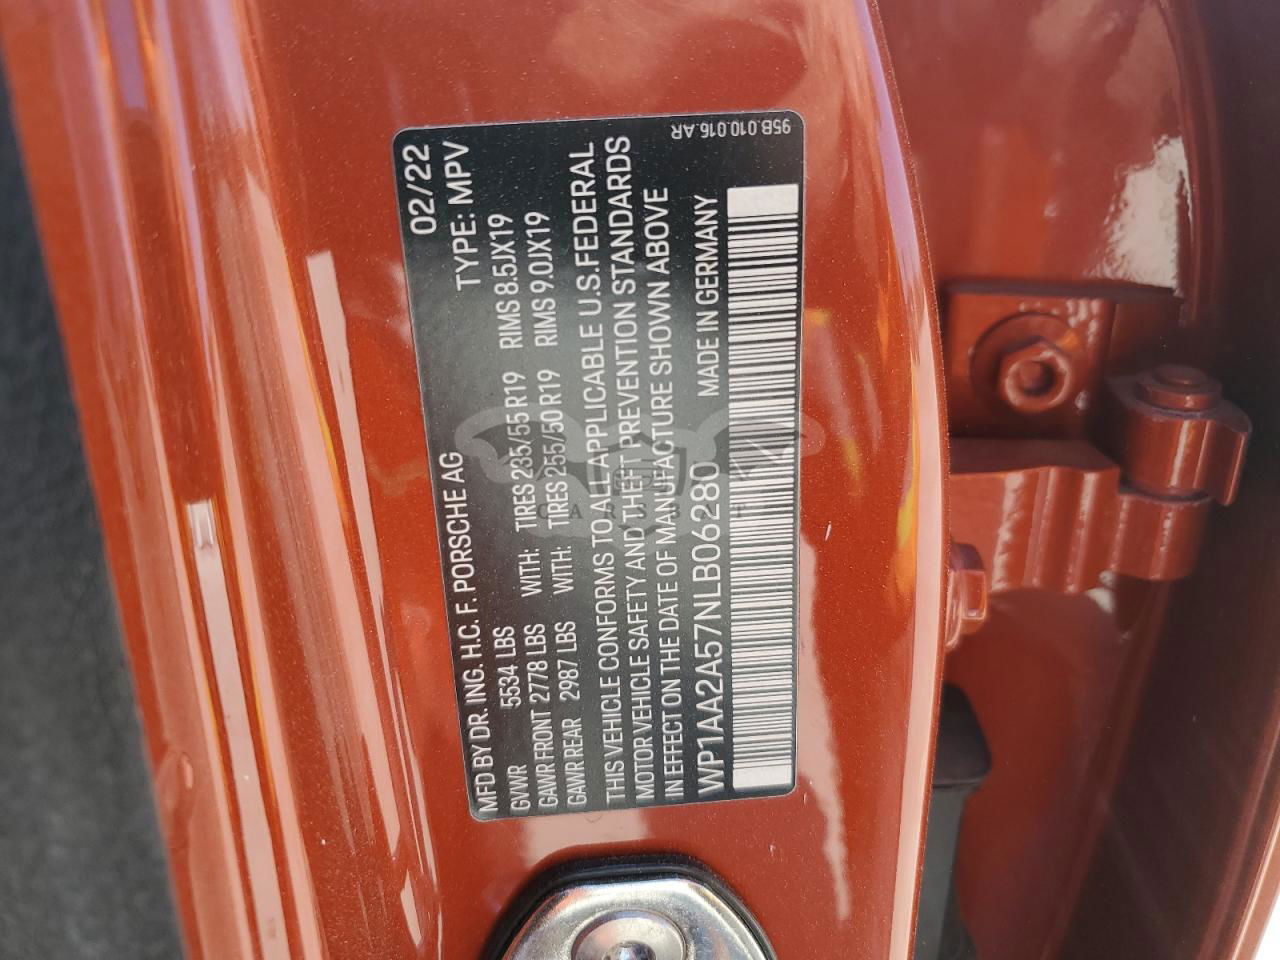 02/22
MFD BY DR. ING. H.C. F. PORSCHE AG TYPE: MPV
GVWR 5534 LBS WITH: TIRES 235/55 R19 RIMS 8.5JX19
GAWR FRONT 2778 LBS WITH: TIRES 255/50 R19 RIMS 9.0JX19
GAWR REAR 2987 LBS
THIS VEHICLE CONFORMS TO ALL APPLICABLE U.S.FEDERAL
MOTOR VEHICLE SAFETY AND THEFT PREVENTION STANDARDS
IN EFFECT ON THE DATE OF MANUFACTURE SHOWN ABOVE
WP1AA2A57NLB06280 MADE IN GERMANY
95B.010.016.AR